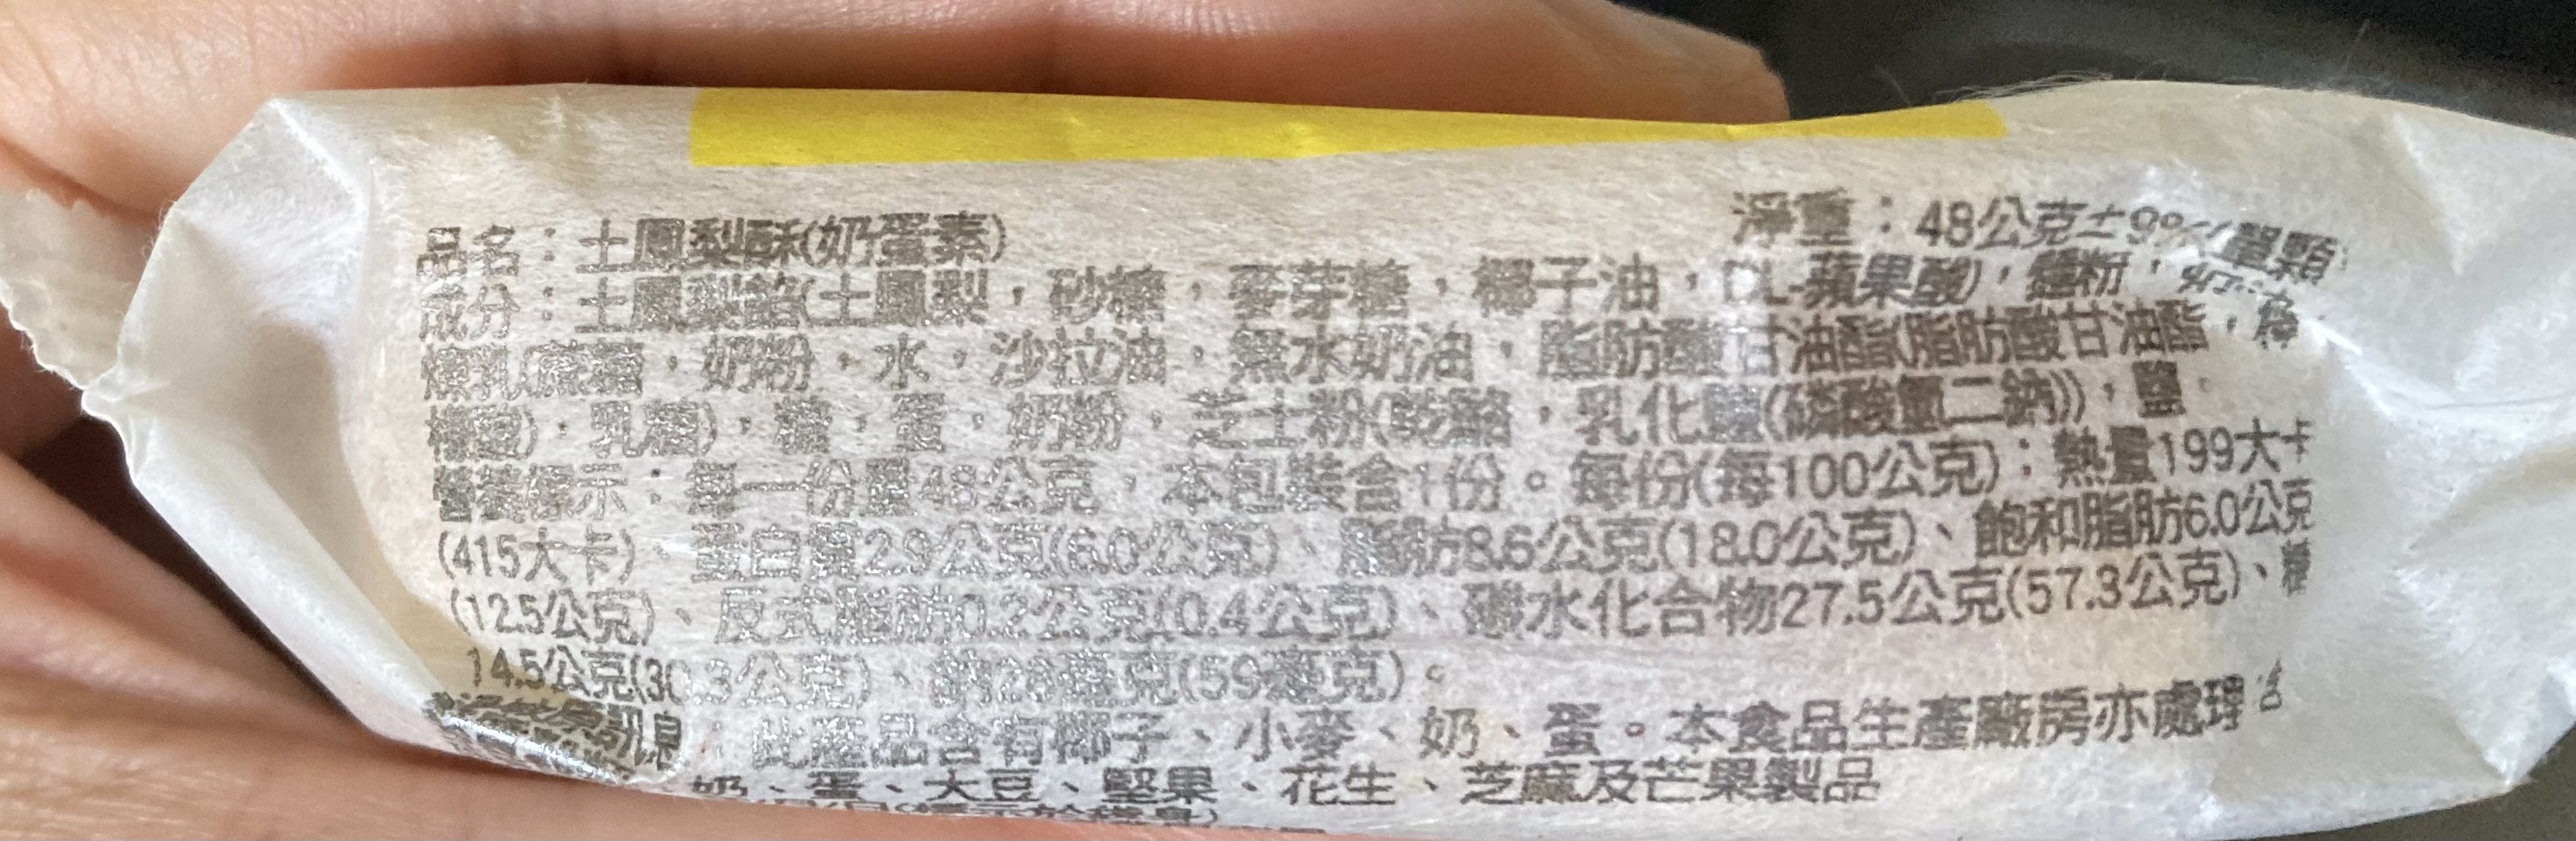 品名：土鳳梨酥(奶蛋素) 淨重：48公克±9%(單顆)
成分：土鳳梨餡(土鳳梨，砂糖，麥芽糖，椰子油，DL-蘋果酸)，麵粉，奶油，
煉乳(蔗糖，奶粉，水，沙拉油，無水奶油，脂肪酸甘油酯(脂肪酸甘油酯，檸
檬酸)，乳糖)，糖，蛋，奶粉，芝士粉(乾酪，乳化鹽(磷酸氫二鈉))，鹽。
營養標示：每一份量48公克，本包裝含1份。每份(每100公克)：熱量199大卡
(415大卡)、蛋白質2.9公克(6.0公克)、脂肪8.6公克(18.0公克)、飽和脂肪6.0公克
(12.5公克)、反式脂肪0.2公克(0.4公克)、碳水化合物27.5公克(57.3公克)、糖
14.5公克(30.3公克)、鈉28毫克(59毫克)。
過敏原訊息：此產品含有椰子、小麥、奶、蛋。本食品生產廠房亦處理含
奶、蛋、大豆、堅果、花生、芝麻及芒果製品